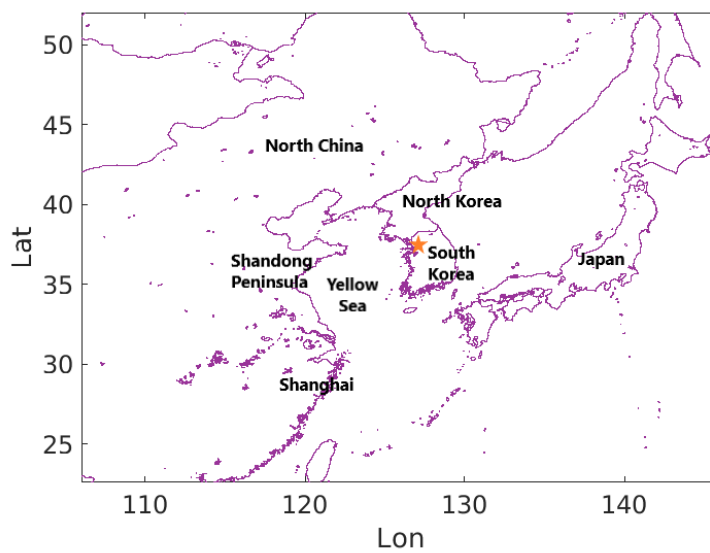 50
45
40
35
30
25
Lat
North China
North Korea
Shandong
Peninsula
Yellow
Sea
South
Korea
Japan
Shanghai
110
120
130
140
Lon